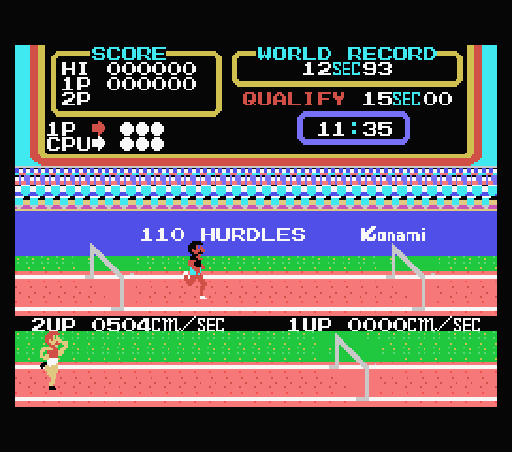 SCORE
HI 000000
1P 000000
2P
WORLD RECORD
12SEC93
QUALIFY 15SEC00
1P
CPU
11:35
110 HURDLES Konami
2UP 0504CM/SEC 1UP 0000CM/SEC